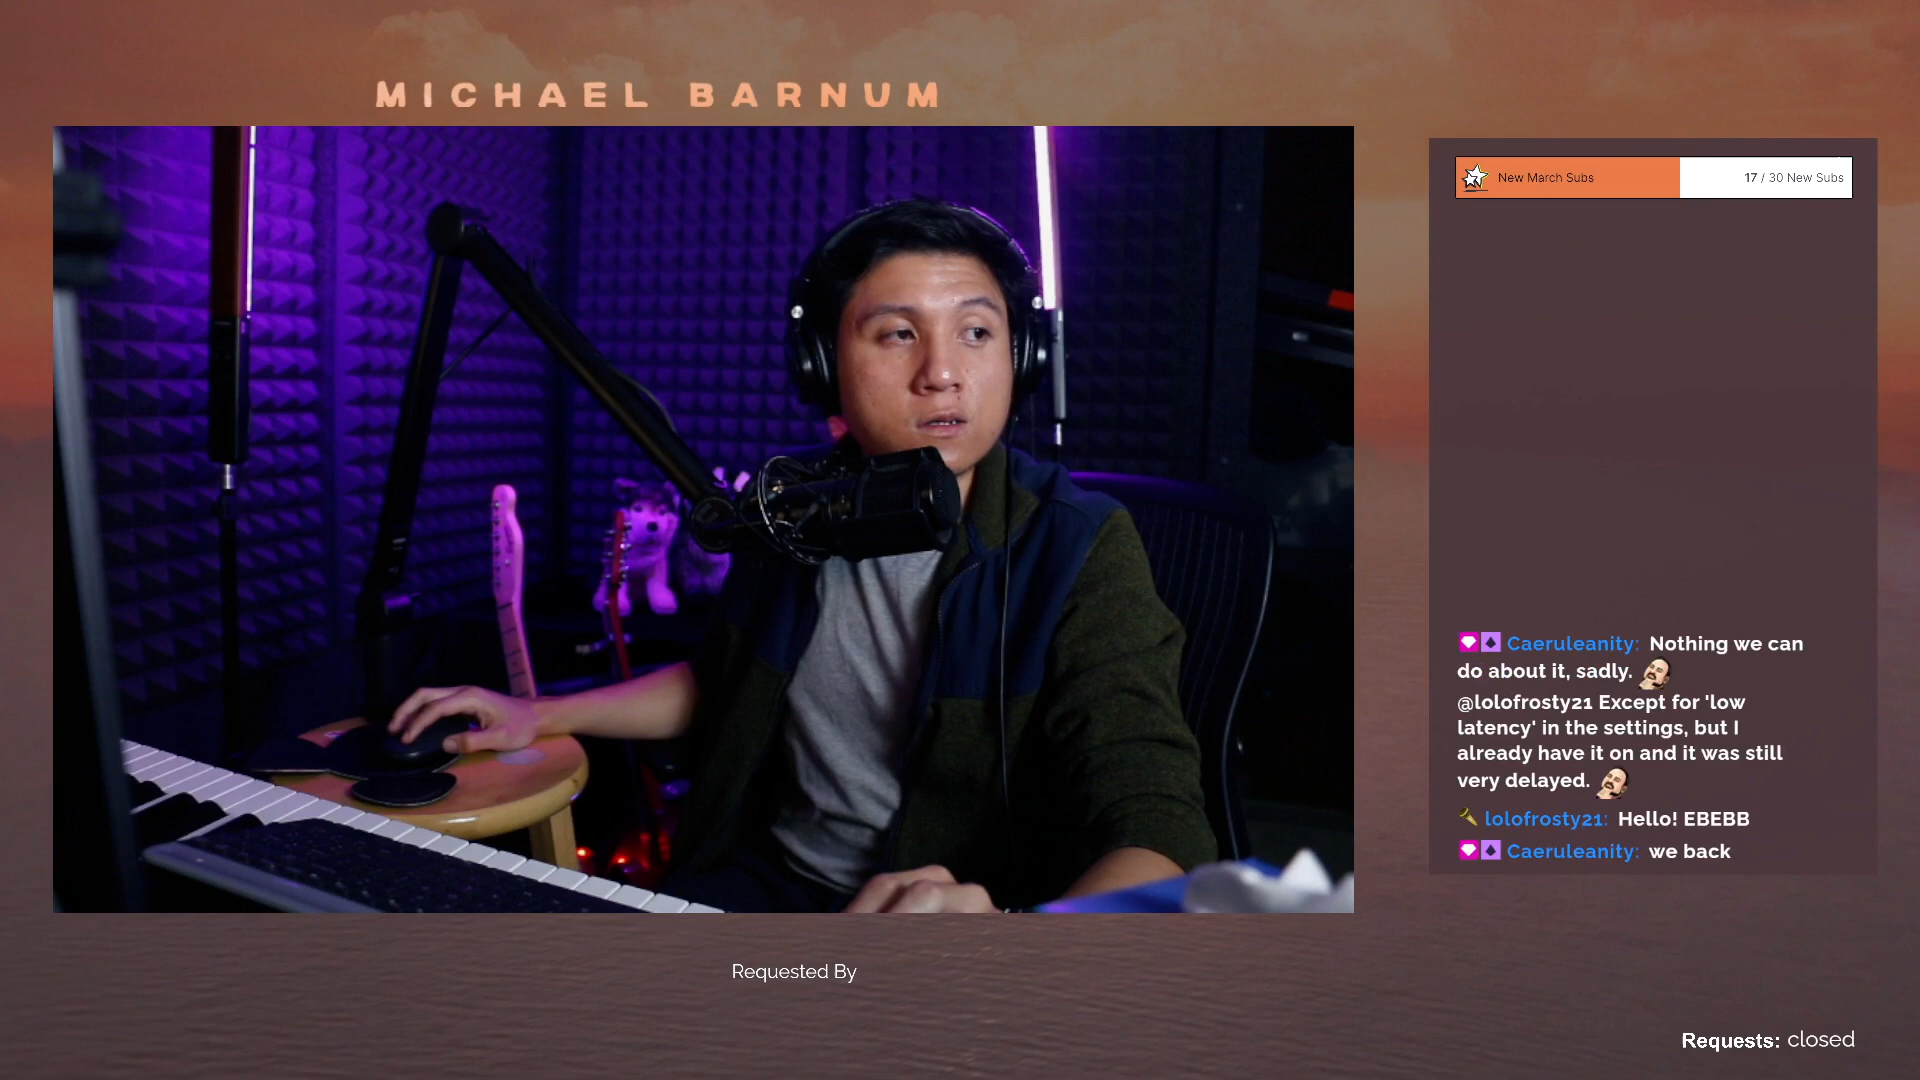 MICHAEL BARNUM
New March Subs
17 / 30 New Subs
Caeruleanity: Nothing we can
do about it, sadly.
@lolofrosty21 Except for 'low
latency' in the settings, but I
already have it on and it was still
very delayed.
lolofrosty21: Hello! EBEBB
Caeruleanity: we back
Requested By
Requests: closed